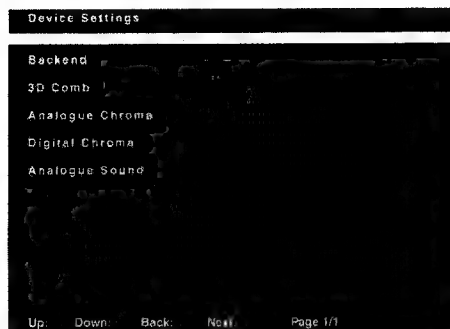 Device Settings
Backend
3D Comb
Analogue Chroma
Digital Chroma
Analogue Sound
Up: Down: Back: Next: Page 1/1